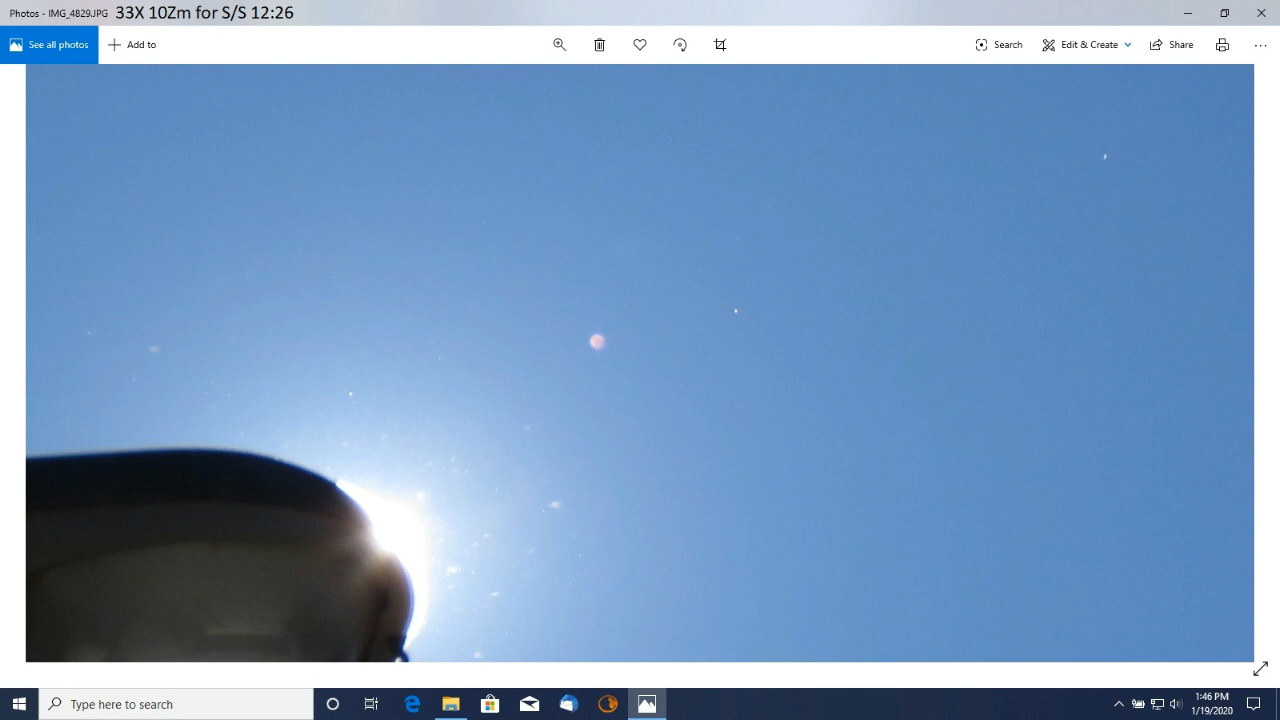 Photos - IMG_4829.JPG 33X 10Zm for S/S 12:26
See all photos
Add to
Search
Edit & Create
Share
Type here to search
1:46 PM
1/19/2020